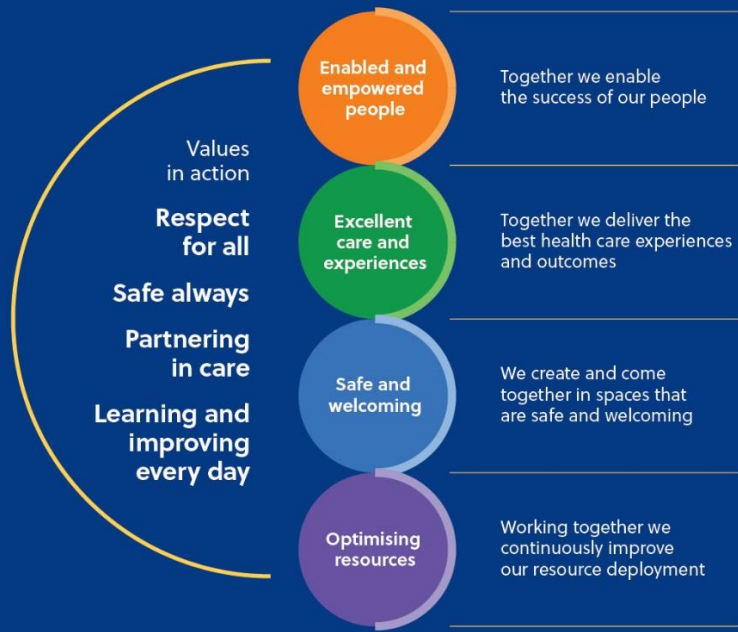 Values
in action
Respect
for all
Safe always
Partnering
in care
Learning and
improving
every day
Enabled and
empowered
people
Together we enable
the success of our people
Excellent
care and
experiences
Together we deliver the
best health care experiences
and outcomes
Safe and
welcoming
We create and come
together in spaces that
are safe and welcoming
Optimising
resources
Working together we
continuously improve
our resource deployment